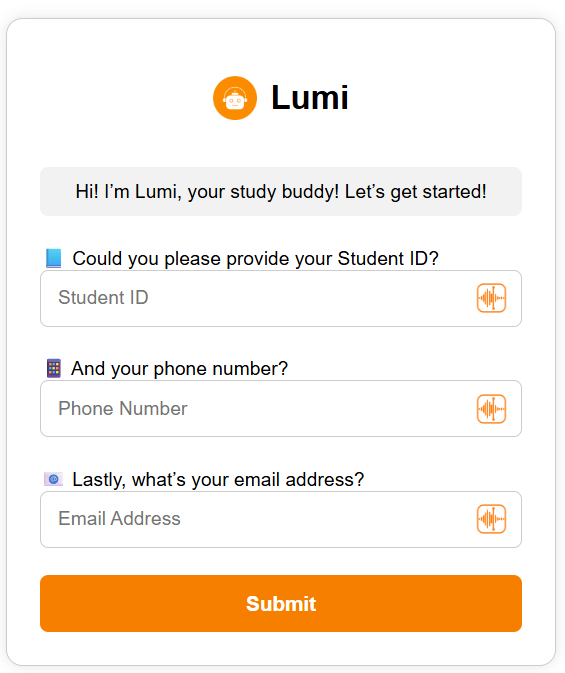 Lumi
Hi! I’m Lumi, your study buddy! Let’s get started!
Could you please provide your Student ID?
Student ID
And your phone number?
Phone Number
Lastly, what’s your email address?
Email Address
Submit